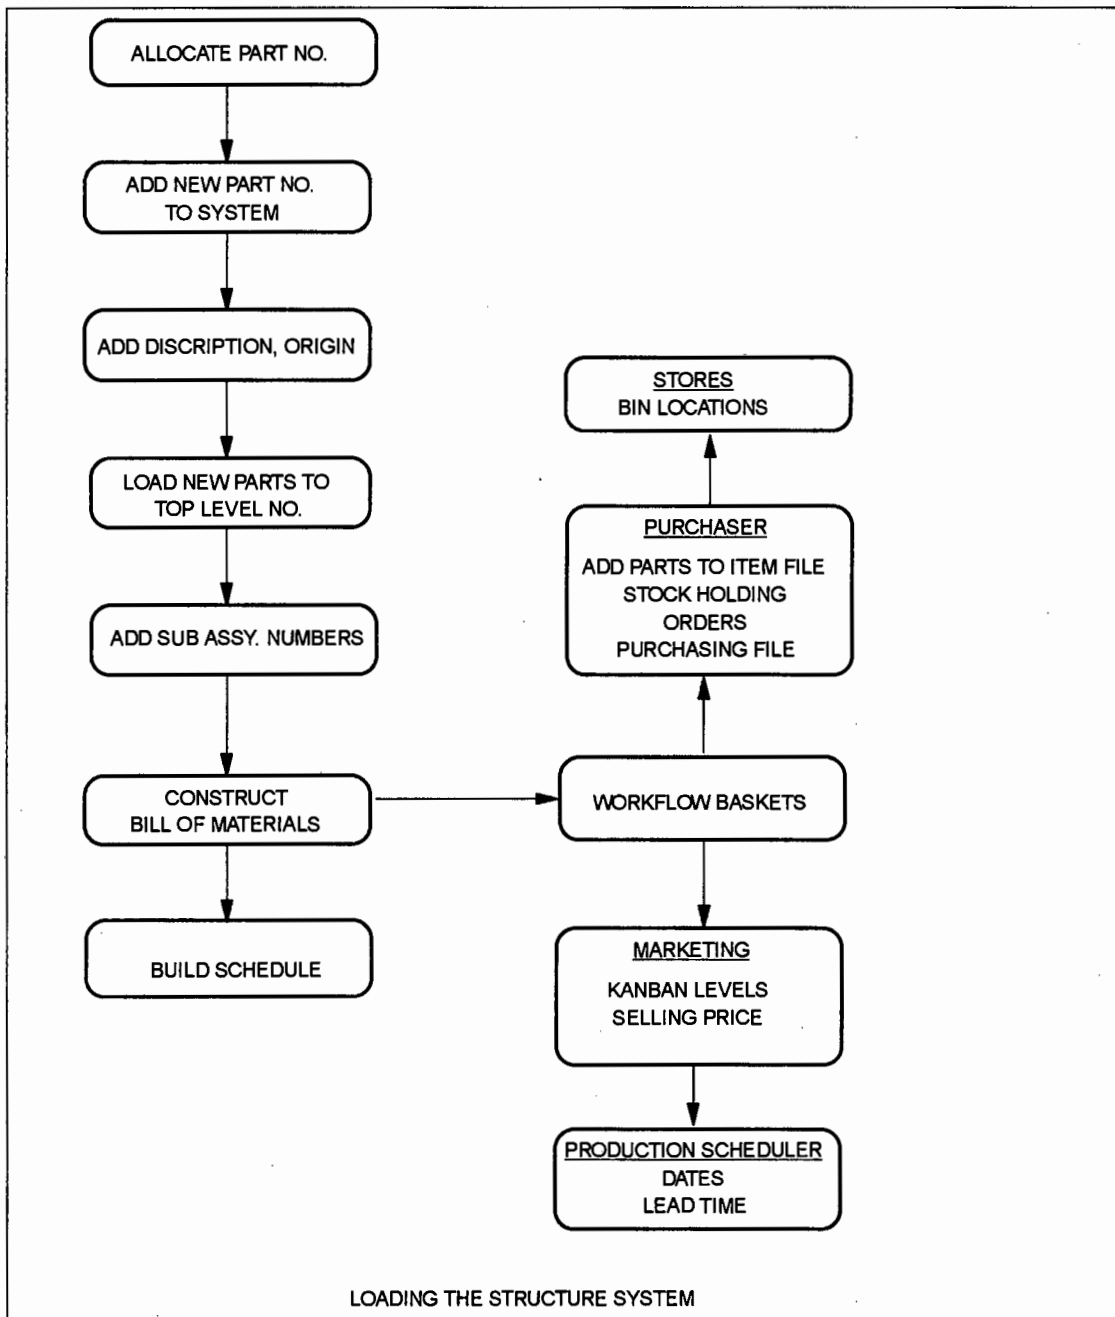 ALLOCATE PART NO.
ADD NEW PART NO.
TO SYSTEM
ADD DISCRIPTION, ORIGIN
LOAD NEW PARTS TO
TOP LEVEL NO.
ADD SUB ASSY. NUMBERS
CONSTRUCT
BILL OF MATERIALS
BUILD SCHEDULE
STORES
BIN LOCATIONS
PURCHASER
ADD PARTS TO ITEM FILE
STOCK HOLDING
ORDERS
PURCHASING FILE
WORKFLOW BASKETS
MARKETING
KANBAN LEVELS
SELLING PRICE
PRODUCTION SCHEDULER
DATES
LEAD TIME
LOADING THE STRUCTURE SYSTEM